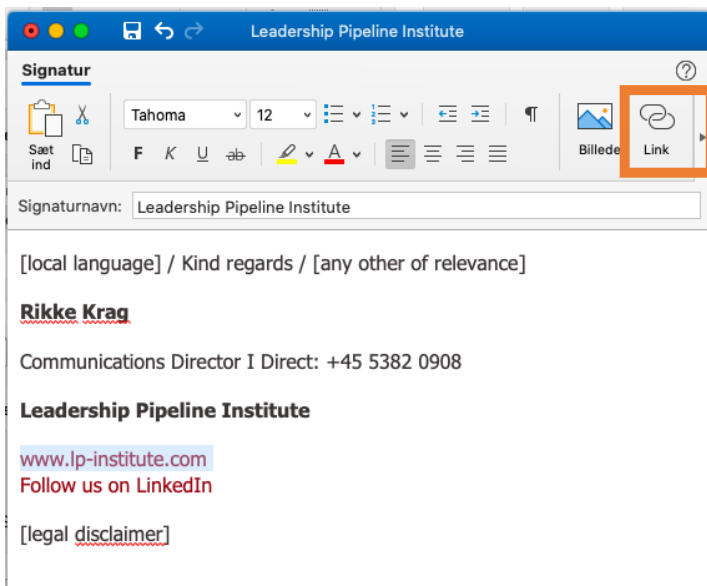 Leadership Pipeline Institute
Signatur
Sæt ind
Tahoma
12
F K U ab A
Billede
Link
Signaturnavn: Leadership Pipeline Institute
[local language] / Kind regards / [any other of relevance]
Rikke Krag
Communications Director I Direct: +45 5382 0908
Leadership Pipeline Institute
www.lp-institute.com
Follow us on LinkedIn
[legal disclaimer]